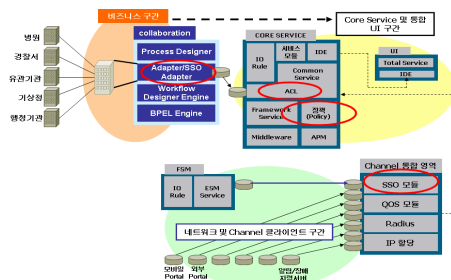 비즈니스 구간
Core Service 및 통합
UI 구간
병원
경찰서
유관기관
기상청
행정기관
collaboration
Process Designer
Adapter/SSO
Adapter
Workflow
Designer Engine
BPEL Engine
CORE SERVICE
IO
Rule
서비스
모듈
IDE
Common
Service
ACL
Framework
Service
정책
(Policy)
Middleware
APM
UI
Total Service
IDE
FSM
IO
Rule
ESM
Service
네트워크 및 Channel 클라이언트 구간
모바일
Portal
외부
Portal
알림/장애
Channel 통합 영역
SSO 모듈
QOS 모듈
Radius
IP 할당